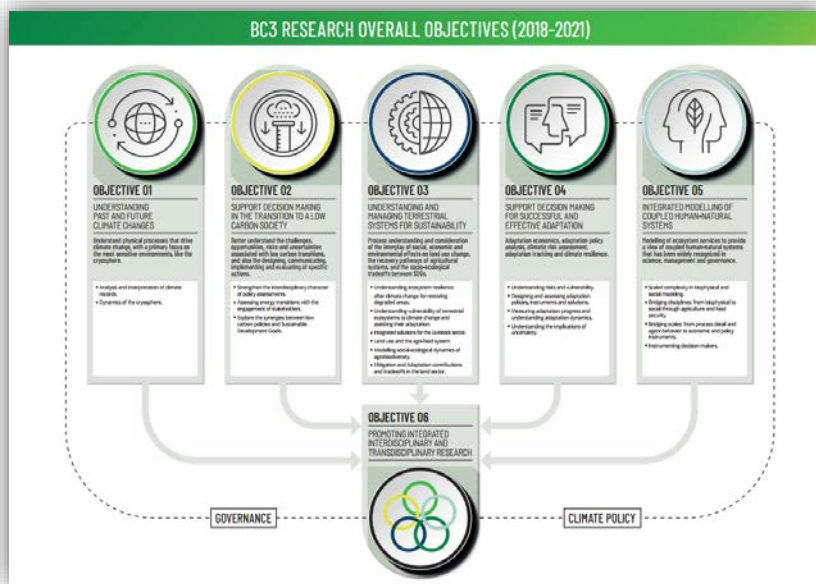 BC3 RESEARCH OVERALL OBJECTIVES (2018-2021)
OBJECTIVE 01
UNDERSTANDING
PAST AND FUTURE
CLIMATE CHANGES
Understand physical processes that drive
climate change, with a primary focus on
the most sensitive environments, like the
cryosphere.
• Analysis and interpretation of climate
records.
• Dynamics of the cryosphere.
OBJECTIVE 02
SUPPORT DECISION MAKING
IN THE TRANSITION TO A LOW
CARBON SOCIETY
Better understand the challenges,
opportunities, risks and uncertainties
associated with low carbon transitions,
and also the designing, communicating,
implementing and evaluating of specific
actions.
• Strengthen the interdisciplinary character
of policy assessments.
• Assessing energy transitions with the
engagement of stakeholders.
• Explore the synergies between low
carbon policies and Sustainable
Development Goals.
OBJECTIVE 03
UNDERSTANDING AND
MANAGING TERRESTRIAL
SYSTEMS FOR SUSTAINABILITY
Process understanding and consideration
of the interplay of social, economic and
environmental effects on land use change,
the recovery pathways of agricultural
systems, and the socio-ecological
tradeoffs between SDGs.
• Understanding ecosystem resilience
after climate change for restoring
degraded areas.
• Understanding vulnerability of terrestrial
ecosystems to climate change and
assisting their adaptation.
• Integrated solutions for the livestock sector.
• Land use and the agri-food system
• Modelling social-ecological dynamics of
agrobiodiversity.
• Mitigation and Adaptation contributions
and tradeoffs in the land sector.
OBJECTIVE 04
SUPPORT DECISION MAKING
FOR SUCCESSFUL AND
EFFECTIVE ADAPTATION
Adaptation economics, adaptation policy
analysis, climate risk assessment,
adaptation tracking and climate resilience.
• Understanding risks and vulnerability.
• Designing and assessing adaptation
policies, instruments and solutions.
• Measuring adaptation progress and
understanding adaptation dynamics.
• Understanding the implications of
uncertainty.
OBJECTIVE 05
INTEGRATED MODELLING OF
COUPLED HUMAN-NATURAL
SYSTEMS
Modelling of ecosystem services to provide
a view of coupled human-natural systems
that has been widely recognized in
science, management and governance.
• Scaled complexity in biophysical and
social modeling.
• Bridging disciplines: from biophysical to
social through agriculture and food
security.
• Bridging scales: from process detail and
agent behavior to economic and policy
instruments.
• Instrumenting decision makers.
OBJECTIVE 06
PROMOTING INTEGRATED
INTERDISCIPLINARY AND
TRANSDISCIPLINARY RESEARCH
GOVERNANCE
CLIMATE POLICY